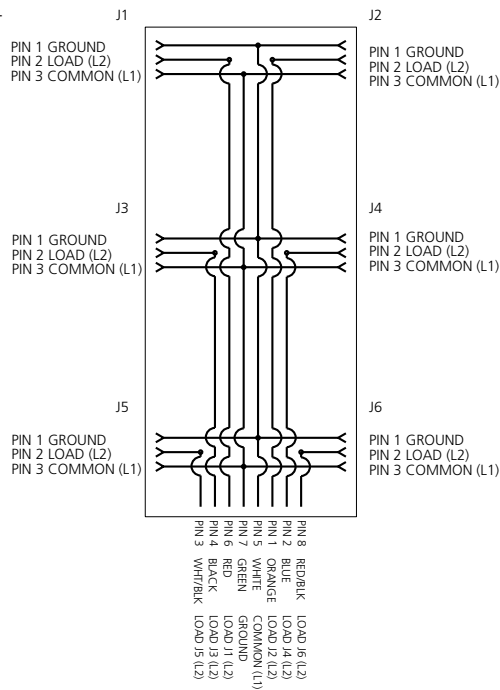 J1
J2
PIN 1 GROUND
PIN 2 LOAD (L2)
PIN 3 COMMON (L1)
PIN 1 GROUND
PIN 2 LOAD (L2)
PIN 3 COMMON (L1)
J3
J4
PIN 1 GROUND
PIN 2 LOAD (L2)
PIN 3 COMMON (L1)
PIN 1 GROUND
PIN 2 LOAD (L2)
PIN 3 COMMON (L1)
J5
J6
PIN 1 GROUND
PIN 2 LOAD (L2)
PIN 3 COMMON (L1)
PIN 1 GROUND
PIN 2 LOAD (L2)
PIN 3 COMMON (L1)
PIN 3 WHT/BLK LOAD J5 (L2)
PIN 4 BLACK LOAD J3 (L2)
PIN 6 RED LOAD J1 (L2)
PIN 7 GREEN GROUND
PIN 5 WHITE COMMON (L1)
PIN 1 ORANGE LOAD J2 (L2)
PIN 2 BLUE LOAD J4 (L2)
PIN 8 RED/BLK LOAD J6 (L2)